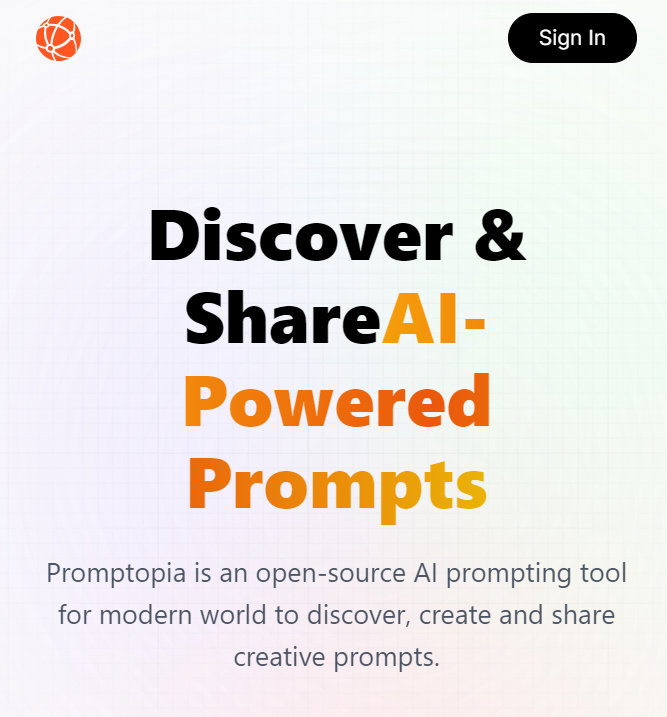 Sign In
Discover &
ShareAI-
Powered
Prompts
Promptopia is an open-source AI prompting tool
for modern world to discover, create and share
creative prompts.